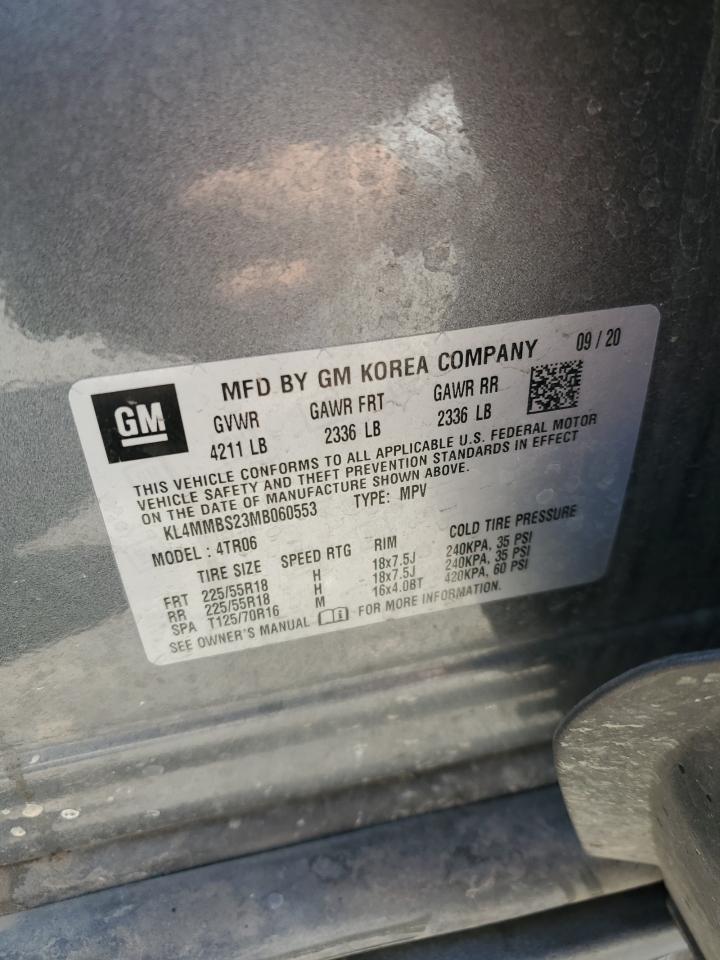 GM
MFD BY GM KOREA COMPANY 09 / 20
GVWR GAWR FRT GAWR RR
4211 LB 2336 LB 2336 LB
THIS VEHICLE CONFORMS TO ALL APPLICABLE U.S. FEDERAL MOTOR
VEHICLE SAFETY AND THEFT PREVENTION STANDARDS IN EFFECT
ON THE DATE OF MANUFACTURE SHOWN ABOVE.
KL4MMBS23MB060553 TYPE: MPV
MODEL : 4TR06
TIRE SIZE SPEED RTG RIM COLD TIRE PRESSURE
FRT 225/55R18 H 18x7.5J 240KPA, 35 PSI
RR 225/55R18 H 18x7.5J 240KPA, 35 PSI
SPA T125/70R16 M 16x4.0BT 420KPA, 60 PSI
SEE OWNER'S MANUAL FOR MORE INFORMATION.